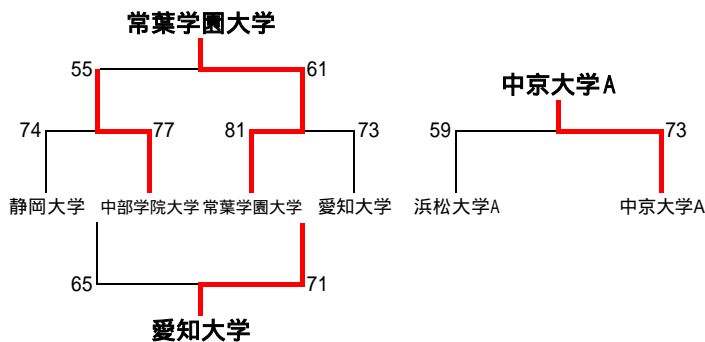 常葉学園大学
55 61
中京大学A
74 77 81 73 59 73
静岡大学 中部学院大学 常葉学園大学 愛知大学 浜松大学A 中京大学A
65 71
愛知大学